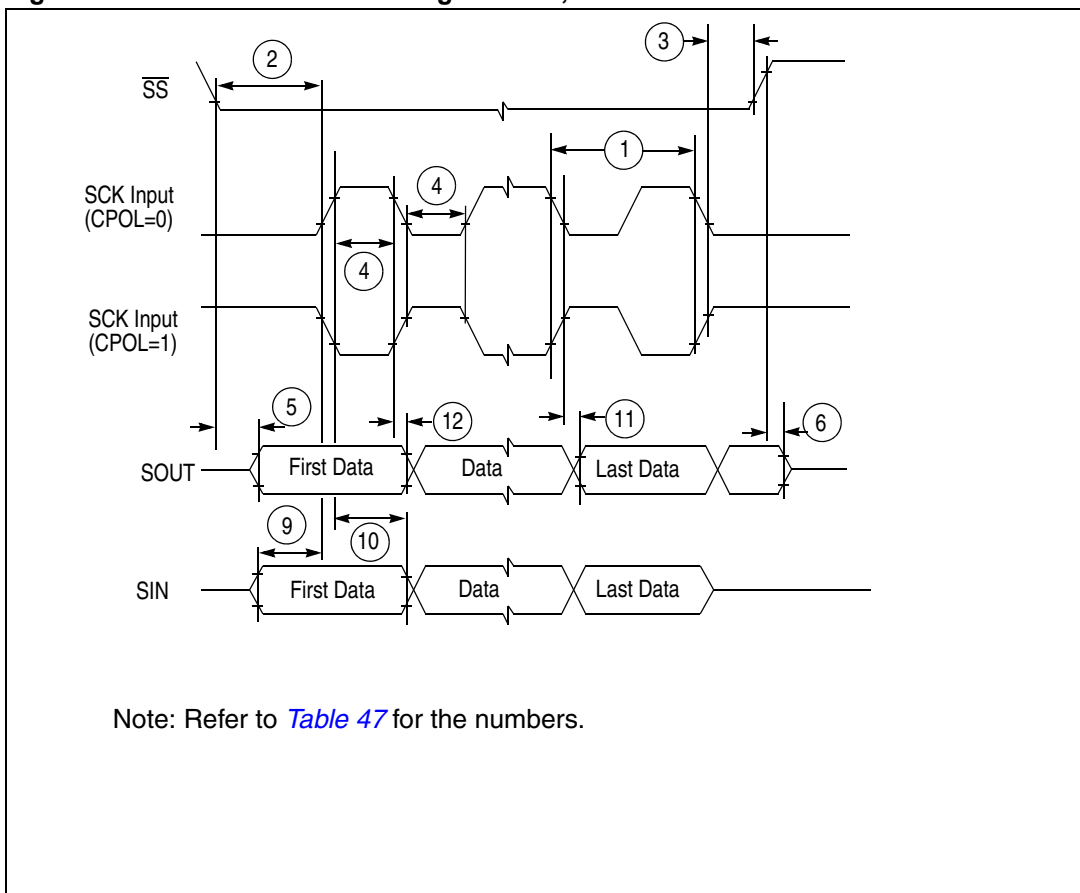 3
2
SS
1
SCK Input
(CPOL=0)
4
4
SCK Input
(CPOL=1)
5
12
11
6
SOUT
First Data
Data
Last Data
9
10
SIN
First Data
Data
Last Data
Note: Refer to Table 47 for the numbers.